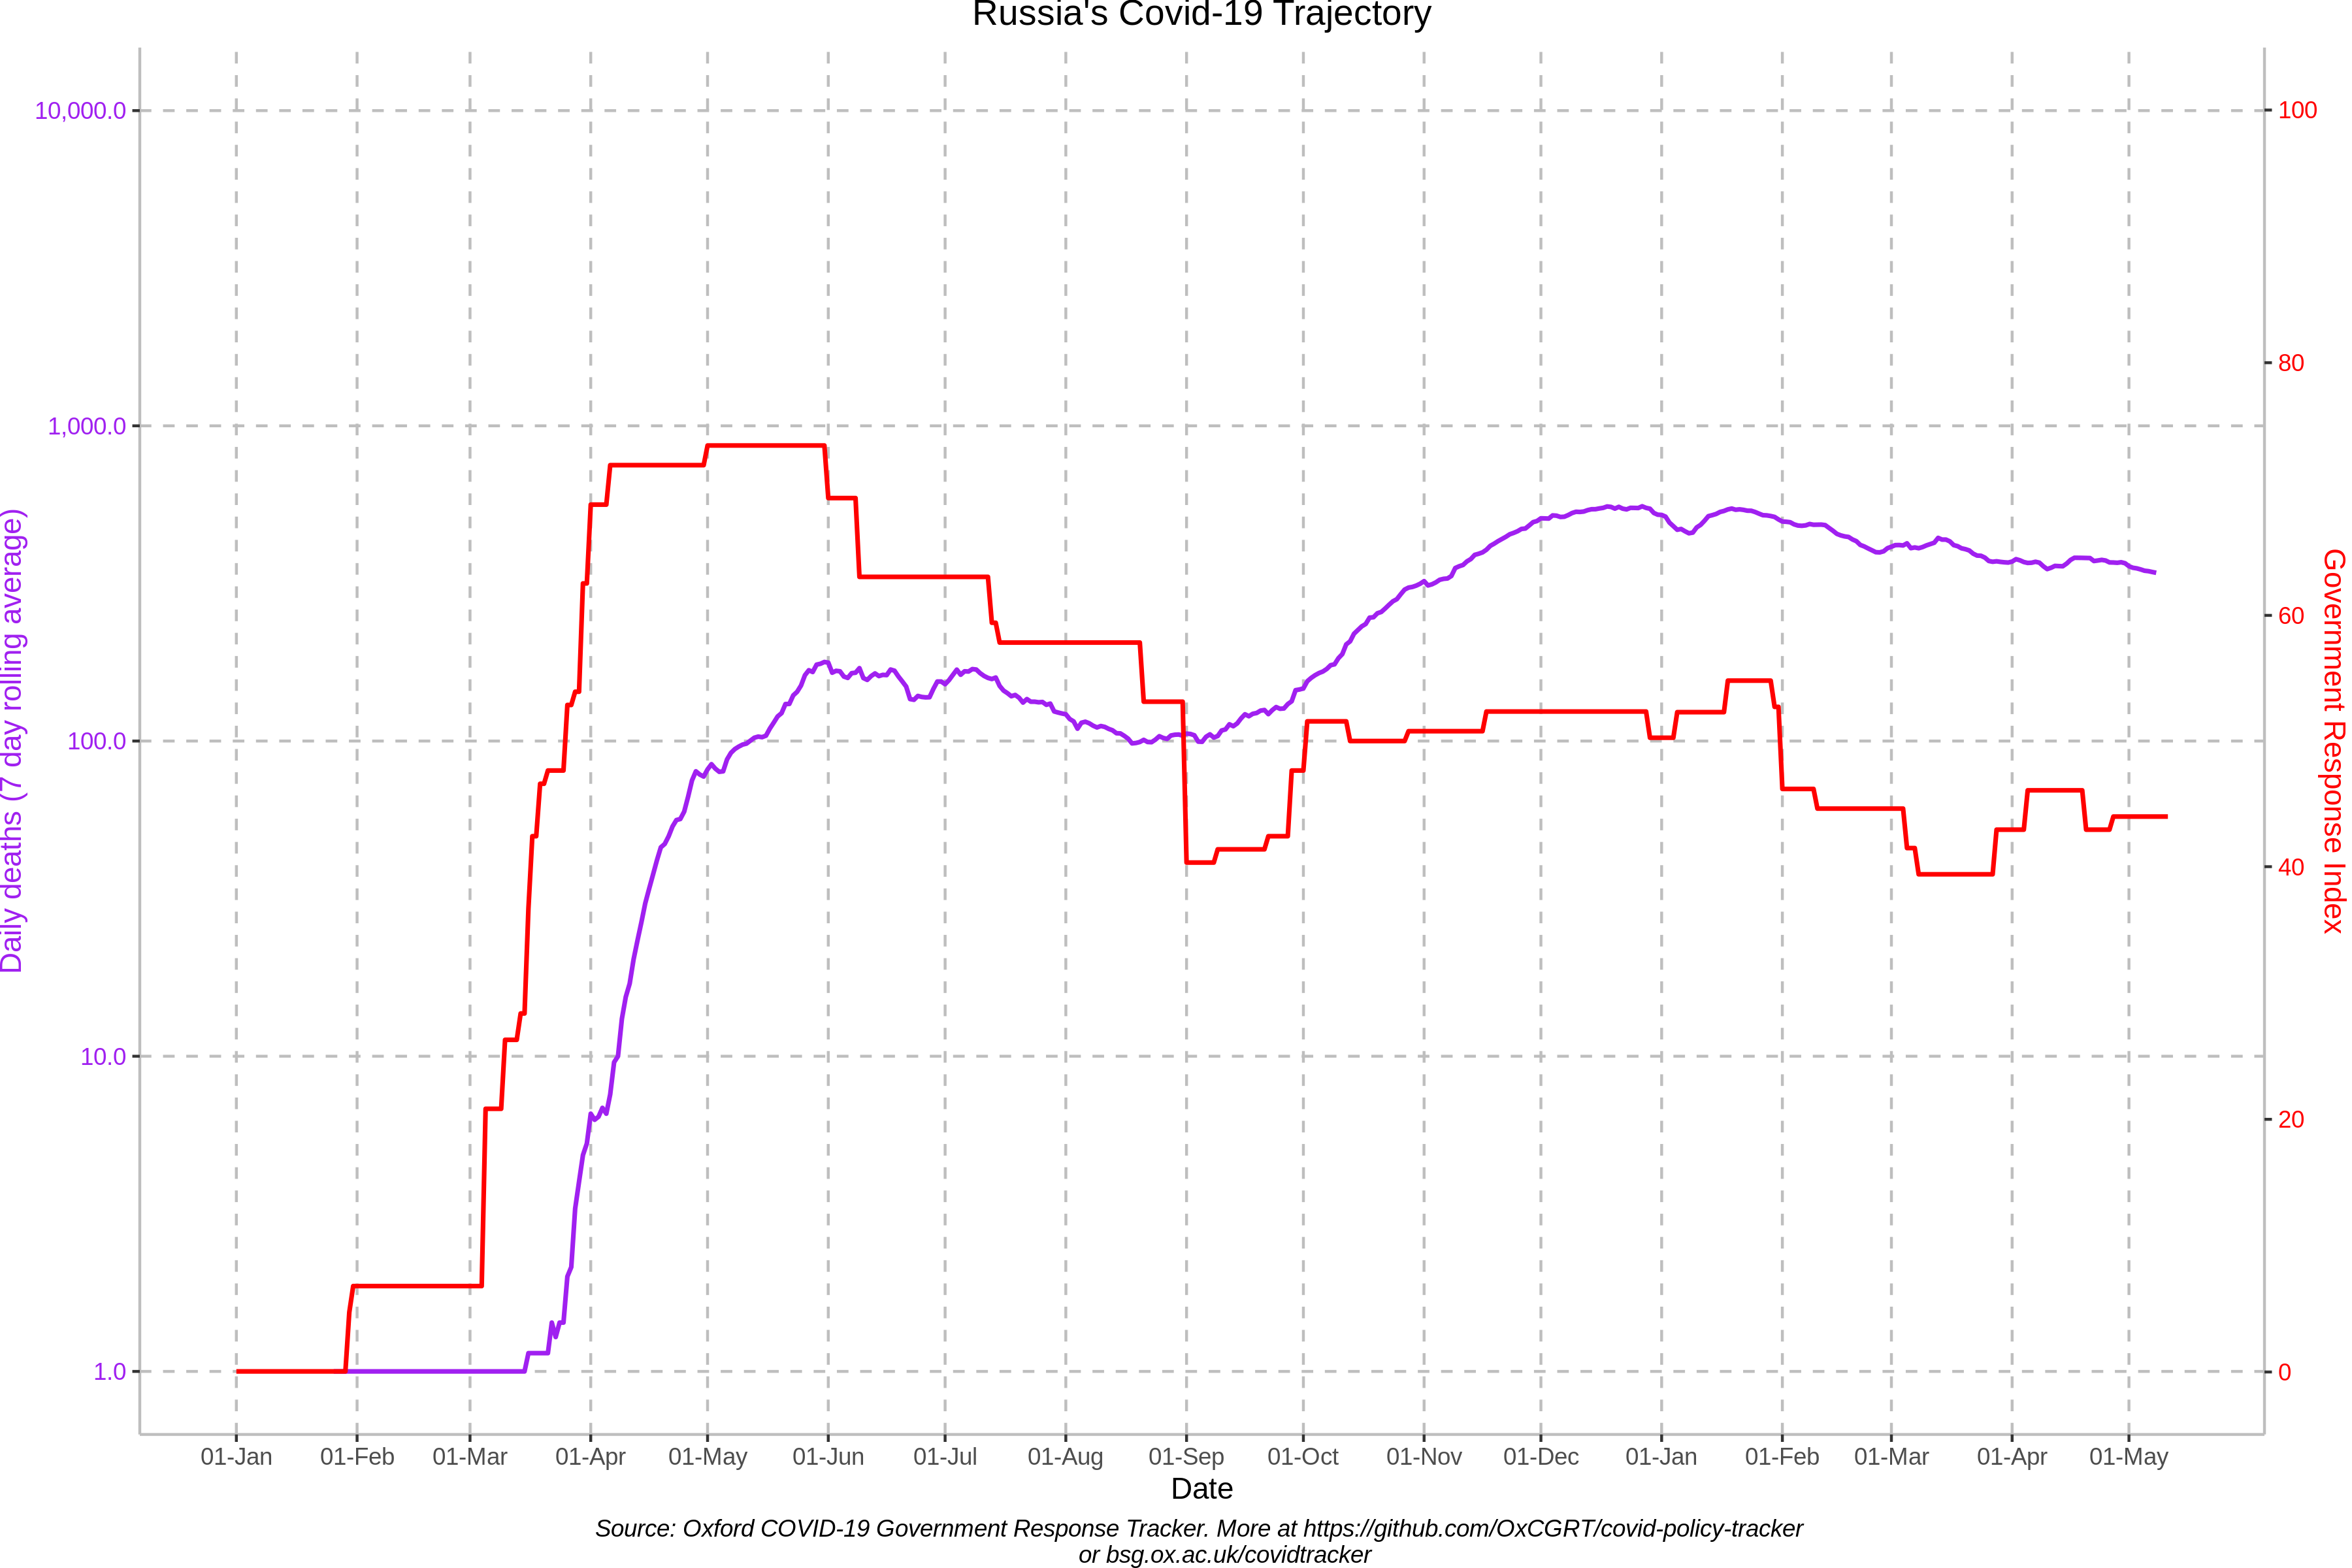 Russia's Covid-19 Trajectory
10,000.0
1,000.0
100.0
10.0
1.0
Daily deaths (7 day rolling average)
100
80
60
40
20
0
Government Response Index
01-Jan
01-Feb
01-Mar
01-Apr
01-May
01-Jun
01-Jul
01-Aug
01-Sep
01-Oct
01-Nov
01-Dec
01-Jan
01-Feb
01-Mar
01-Apr
01-May
Date
Source: Oxford COVID-19 Government Response Tracker. More at https://github.com/OxCGRT/covid-policy-tracker
or bsg.ox.ac.uk/covidtracker